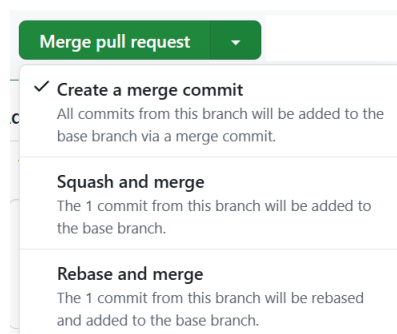 Merge pull request
Create a merge commit
All commits from this branch will be added to the
base branch via a merge commit.
Squash and merge
The 1 commit from this branch will be added to
the base branch.
Rebase and merge
The 1 commit from this branch will be rebased
and added to the base branch.